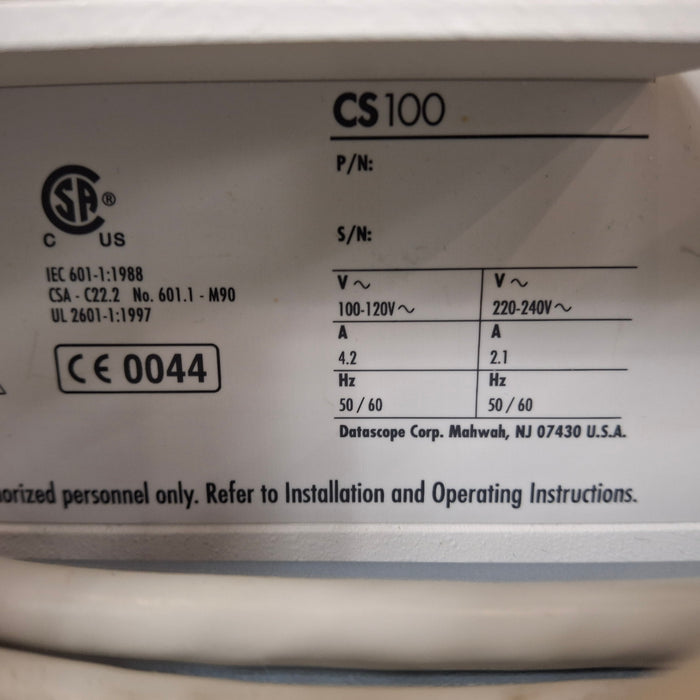 CS100
P/N:
S/N:
SA ®
C US
IEC 601-1:1988
CSA - C22.2 No. 601.1 - M90
UL 2601-1:1997
CE 0044
V~ V~
100-120V~ 220-240V~
A A
4.2 2.1
Hz Hz
50 / 60 50 / 60
Datascope Corp. Mahwah, NJ 07430 U.S.A.
orized personnel only. Refer to Installation and Operating Instructions.